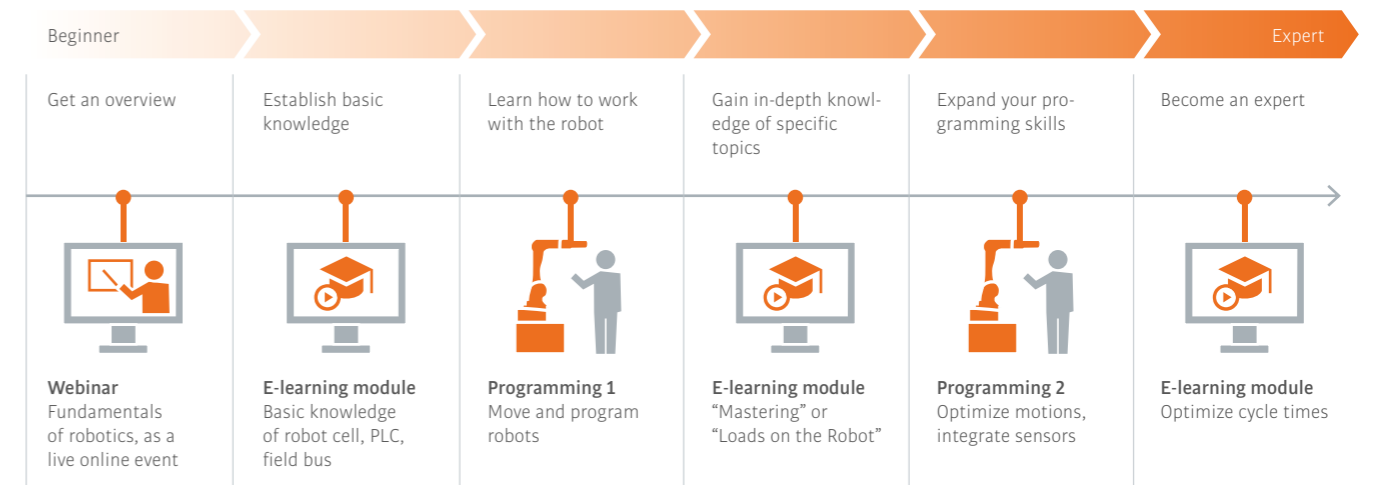 Beginner
Expert
Get an overview
Establish basic
knowledge
Learn how to work
with the robot
Gain in-depth knowl-
edge of specific
topics
Expand your pro-
gramming skills
Become an expert
Webinar
Fundamentals
of robotics, as a
live online event
E-learning module
Basic knowledge
of robot cell, PLC,
field bus
Programming 1
Move and program
robots
E-learning module
“Mastering” or
“Loads on the Robot”
Programming 2
Optimize motions,
integrate sensors
E-learning module
Optimize cycle times